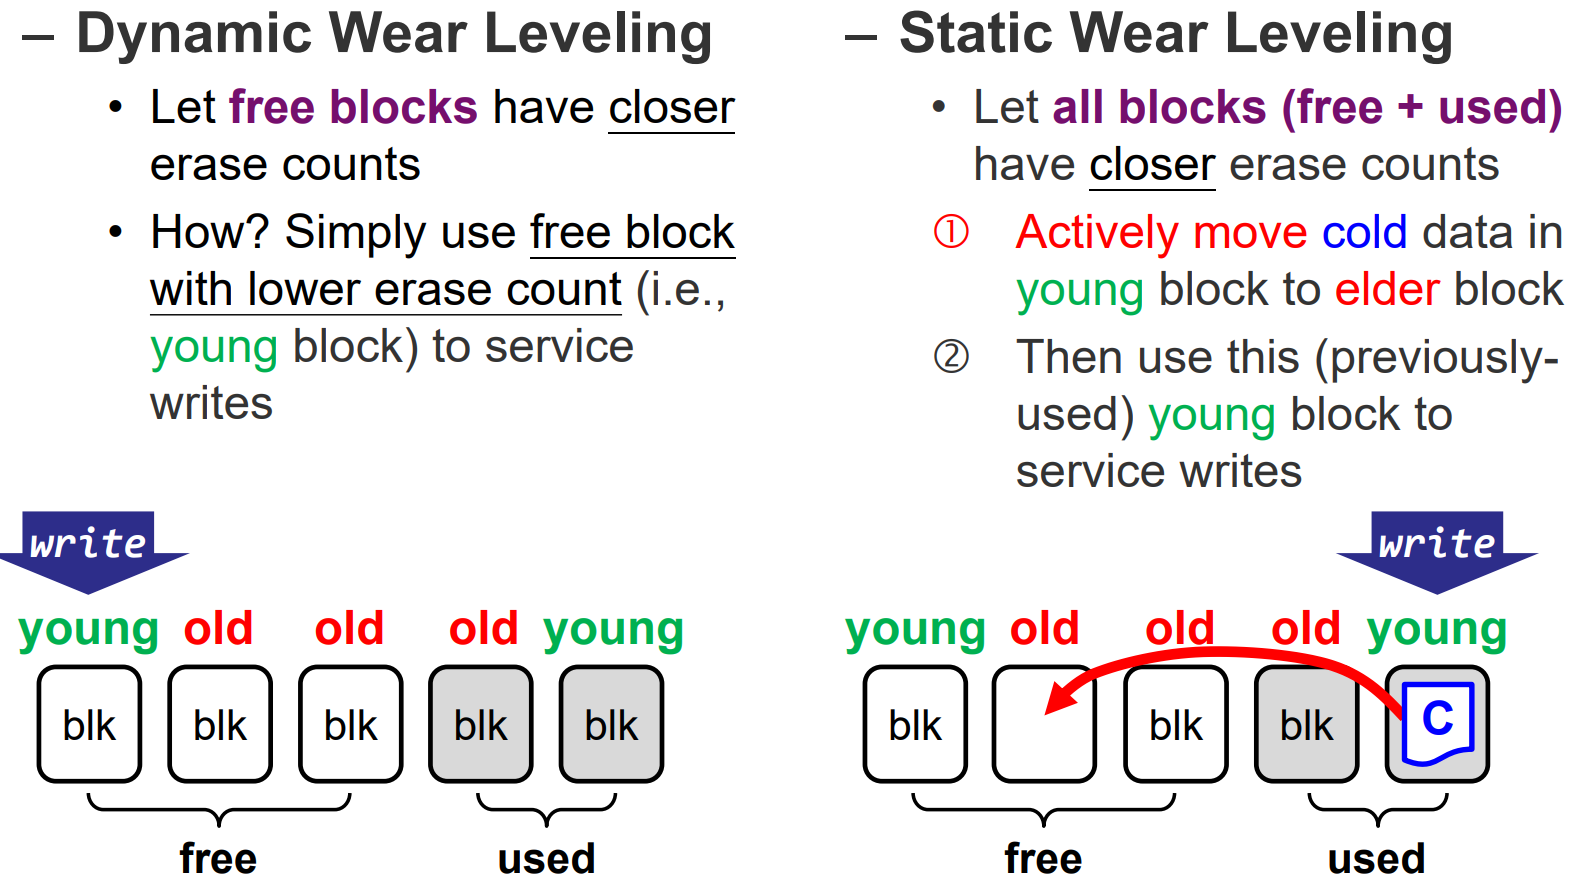 – Dynamic Wear Leveling
• Let free blocks have closer
erase counts
• How? Simply use free block
with lower erase count (i.e.,
young block) to service
writes
write
young old old old young
blk blk blk blk blk
free used
– Static Wear Leveling
• Let all blocks (free + used)
have closer erase counts
① Actively move cold data in
young block to elder block
② Then use this (previously-
used) young block to
service writes
write
young old old old young
blk blk blk C
free used